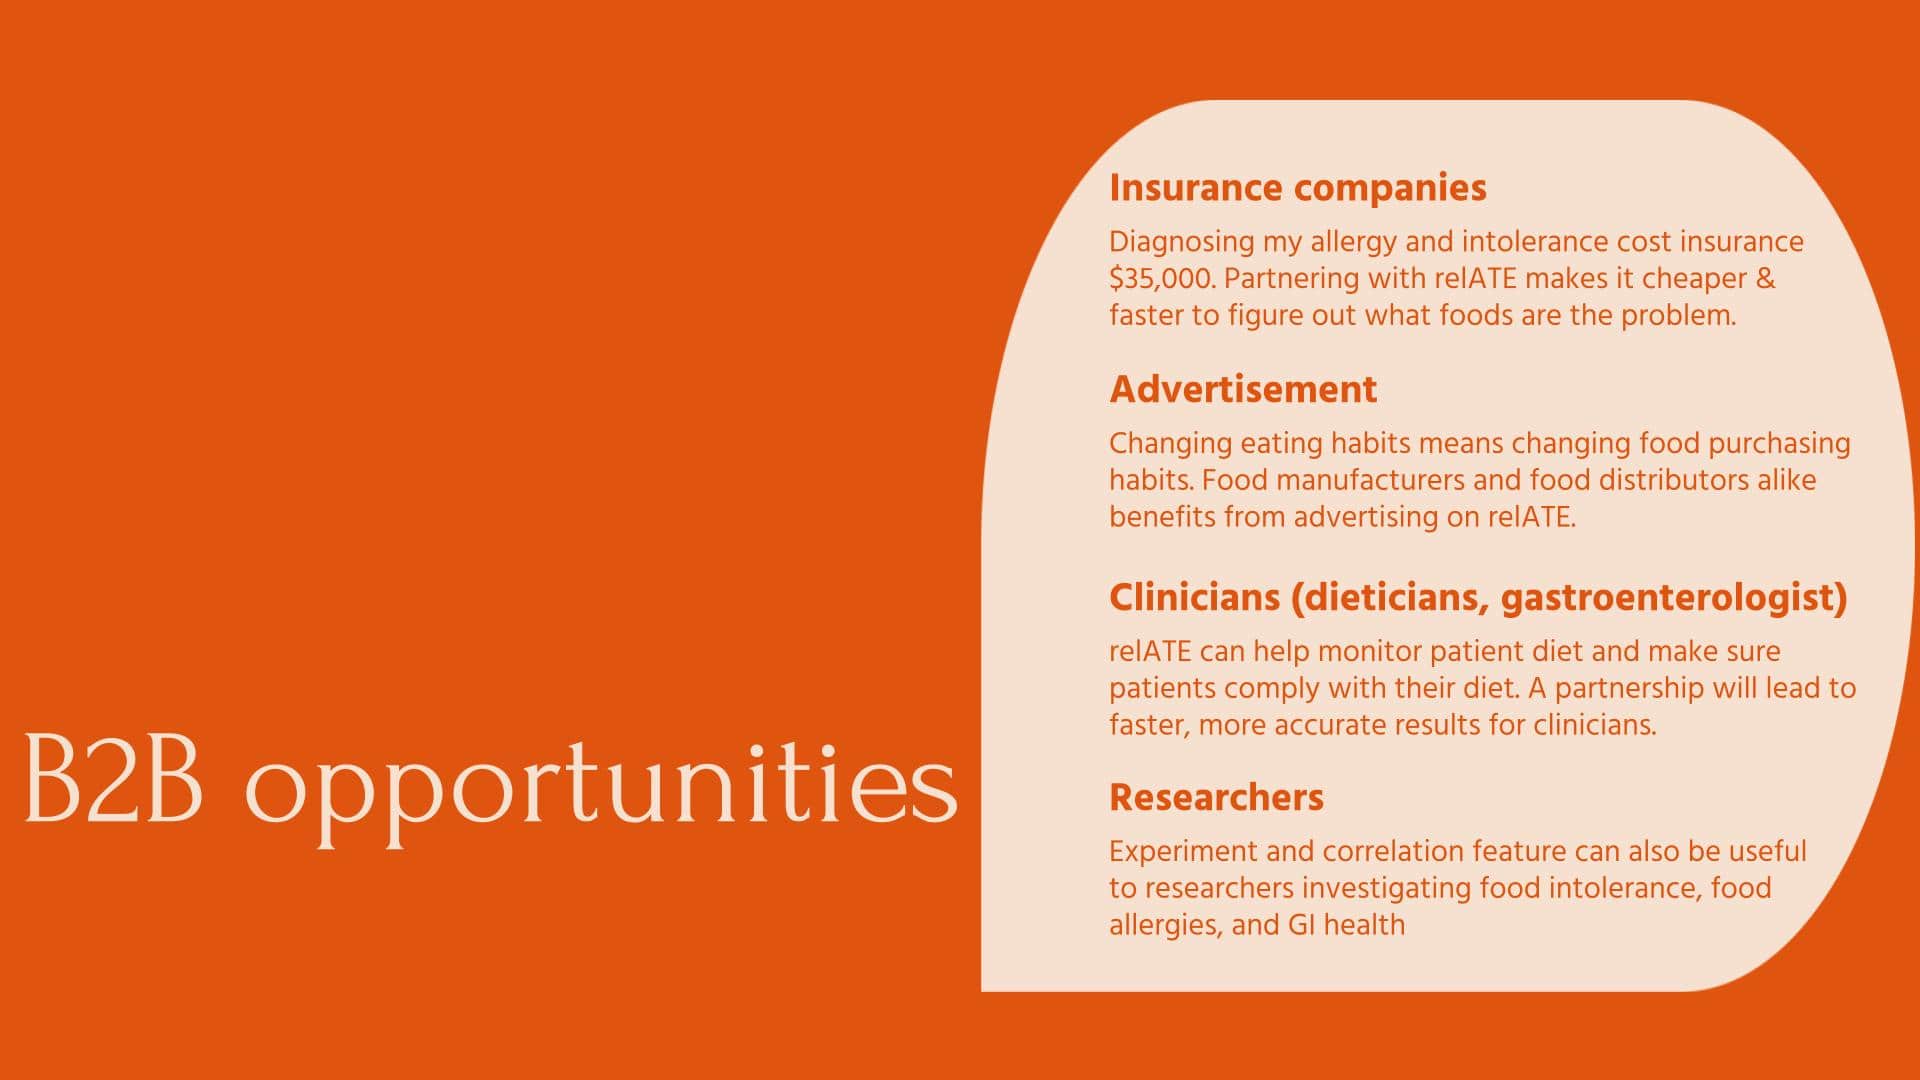 B2B opportunities
Insurance companies
Diagnosing my allergy and intolerance cost insurance
$35,000. Partnering with relATE makes it cheaper &
faster to figure out what foods are the problem.
Advertisement
Changing eating habits means changing food purchasing
habits. Food manufacturers and food distributors alike
benefits from advertising on relATE.
Clinicians (dieticians, gastroenterologist)
relATE can help monitor patient diet and make sure
patients comply with their diet. A partnership will lead to
faster, more accurate results for clinicians.
Researchers
Experiment and correlation feature can also be useful
to researchers investigating food intolerance, food
allergies, and GI health